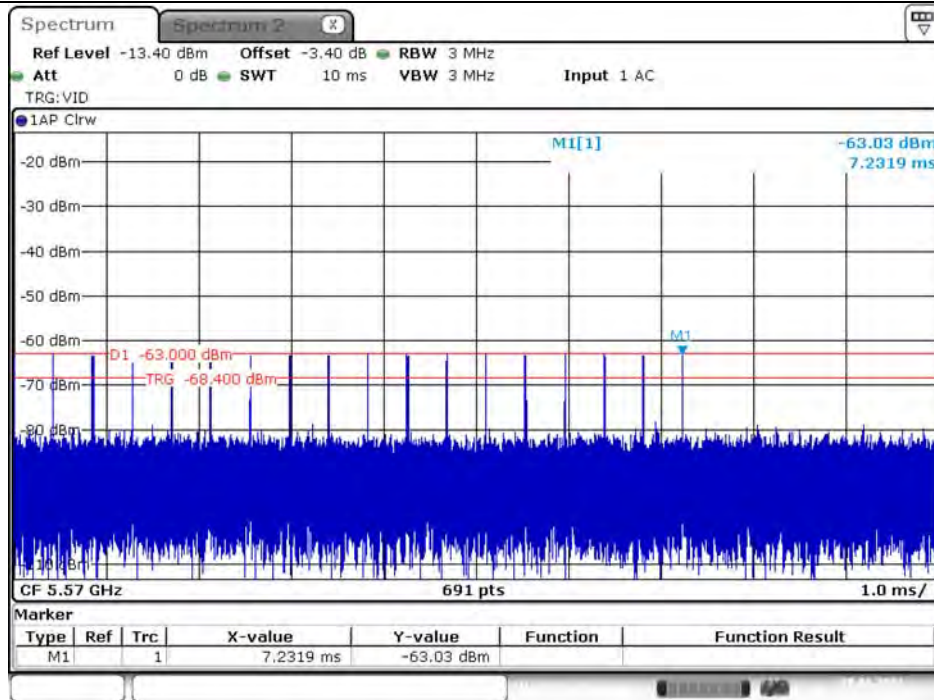 Spectrum Spectrum 2 X
Ref Level -13.40 dBm Offset -3.40 dB RBW 3 MHz
Att 0 dB SWT 10 ms VBW 3 MHz Input 1 AC
TRG:VID
1AP Clrw
M1[1] -63.03 dBm
7.2319 ms
-20 dBm
-30 dBm
-40 dBm
-50 dBm
-60 dBm
M1
D1 -63.000 dBm
TRG -68.400 dBm
-70 dBm
-80 dBm
CF 5.57 GHz 691 pts 1.0 ms/
Marker
Type Ref Trc X-value Y-value Function Function Result
M1 1 7.2319 ms -63.03 dBm